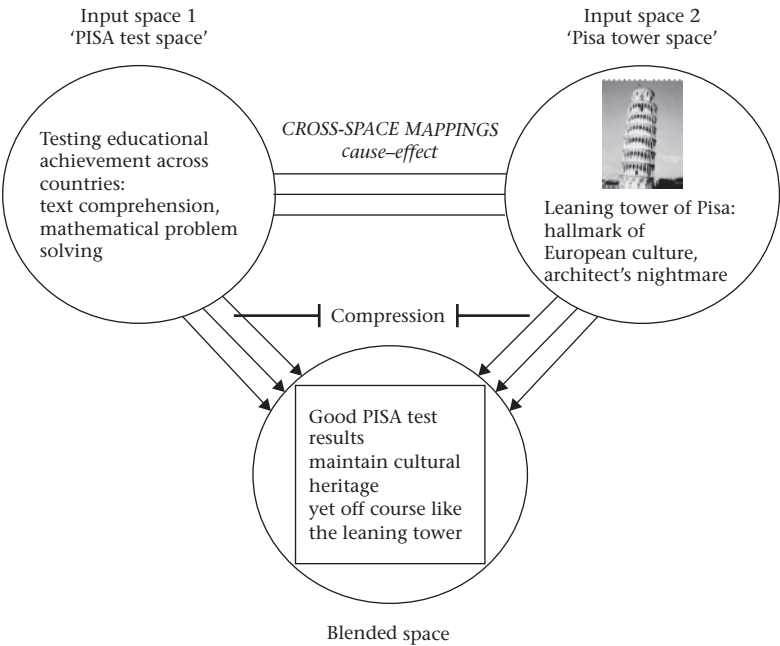 Input space 1
'PISA test space'
Input space 2
'Pisa tower space'
Testing educational
achievement across
countries:
text comprehension,
mathematical problem
solving
CROSS-SPACE MAPPINGS
cause–effect
Leaning tower of Pisa:
hallmark of
European culture,
architect's nightmare
Compression
Good PISA test
results
maintain cultural
heritage
yet off course like
the leaning tower
Blended space